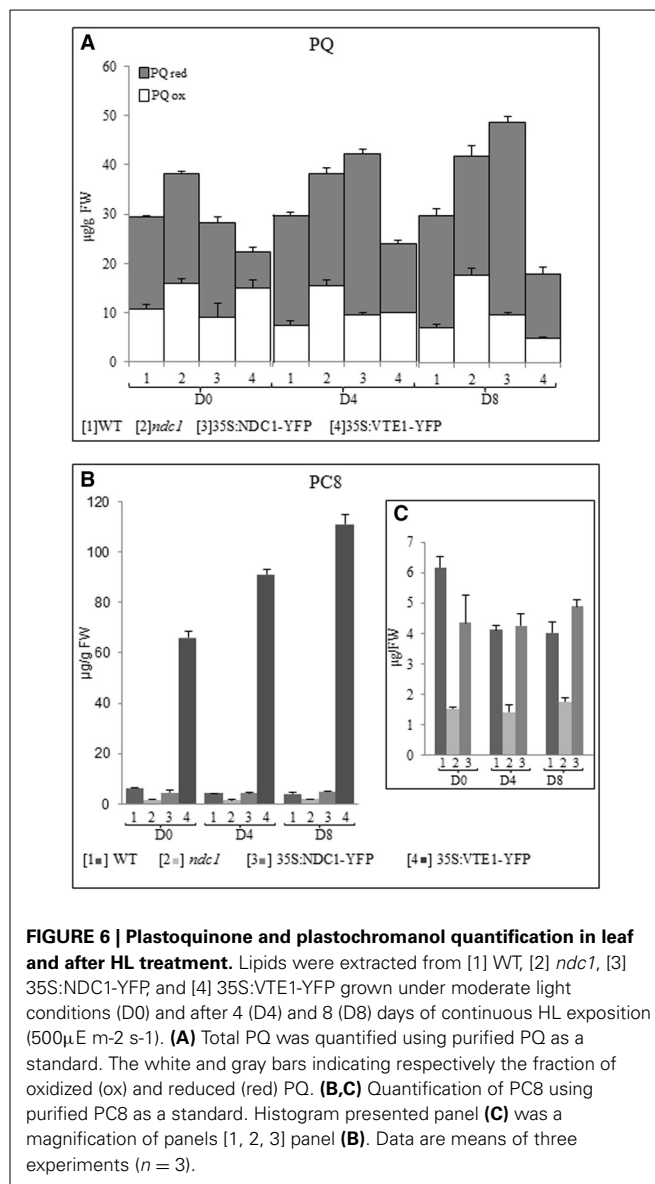 A
PQ
60
50
40
30
20
10
0
µg/g FW
PQ red
PQ ox
1 2 3 4 1 2 3 4 1 2 3 4
D0 D4 D8
[1]WT [2]ndc1 [3]35S:NDC1-YFP [4]35S:VTE1-YFP
B
PC8
120
100
80
60
40
20
0
µg/g FW
1 2 3 4 1 2 3 4 1 2 3 4
D0 D4 D8
C
7
6
5
4
3
2
1
0
µg/FW
1 2 3 1 2 3 1 2 3
D0 D4 D8
[1■] WT [2■] ndc1 [3■] 35S:NDC1-YFP [4■] 35S:VTE1-YFP
FIGURE 6 | Plastoquinone and plastochromanol quantification in leaf
and after HL treatment. Lipids were extracted from [1] WT, [2] ndc1, [3]
35S:NDC1-YFP, and [4] 35S:VTE1-YFP grown under moderate light
conditions (D0) and after 4 (D4) and 8 (D8) days of continuous HL exposition
(500µE m-2 s-1). (A) Total PQ was quantified using purified PQ as a
standard. The white and gray bars indicating respectively the fraction of
oxidized (ox) and reduced (red) PQ. (B,C) Quantification of PC8 using
purified PC8 as a standard. Histogram presented panel (C) was a
magnification of panels [1, 2, 3] panel (B). Data are means of three
experiments (n = 3).